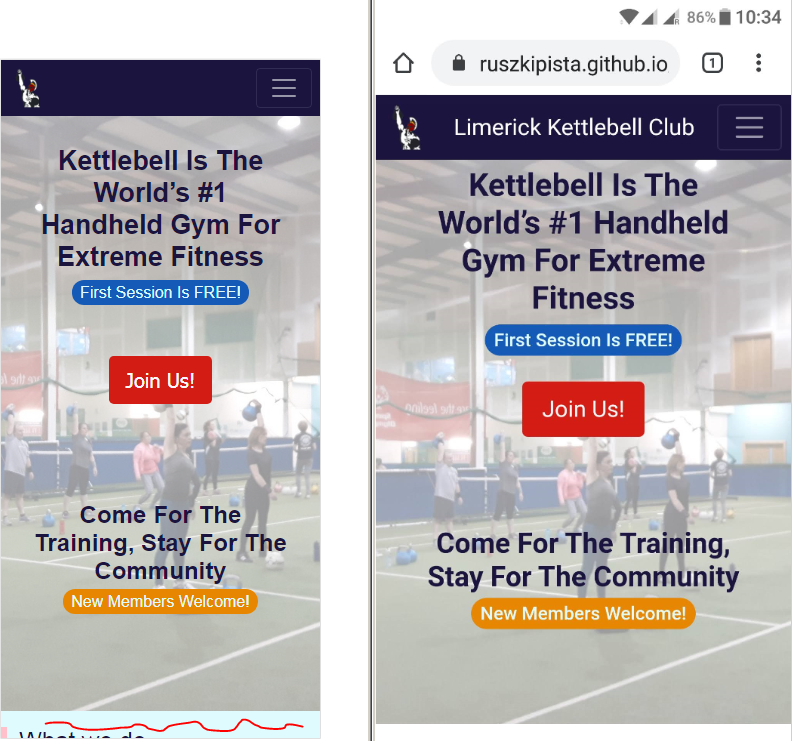 Kettlebell Is The
World’s #1
Handheld Gym For
Extreme Fitness
First Session Is FREE!
Join Us!
Come For The
Training, Stay For The
Community
New Members Welcome!
What we do
86% 10:34
ruszkipista.github.io 1
Limerick Kettlebell Club
Kettlebell Is The
World’s #1 Handheld
Gym For Extreme
Fitness
First Session Is FREE!
Join Us!
Come For The Training,
Stay For The Community
New Members Welcome!